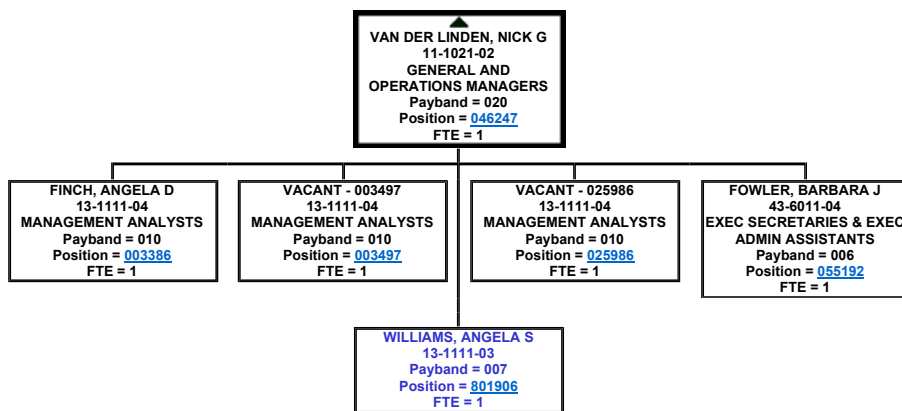 VAN DER LINDEN, NICK G
11-1021-02
GENERAL AND
OPERATIONS MANAGERS
Payband = 020
Position = 046247
FTE = 1
FINCH, ANGELA D
13-1111-04
MANAGEMENT ANALYSTS
Payband = 010
Position = 003386
FTE = 1
VACANT - 003497
13-1111-04
MANAGEMENT ANALYSTS
Payband = 010
Position = 003497
FTE = 1
VACANT - 025986
13-1111-04
MANAGEMENT ANALYSTS
Payband = 010
Position = 025986
FTE = 1
FOWLER, BARBARA J
43-6011-04
EXEC SECRETARIES & EXEC
ADMIN ASSISTANTS
Payband = 006
Position = 055192
FTE = 1
WILLIAMS, ANGELA S
13-1111-03
Payband = 007
Position = 801906
FTE = 1